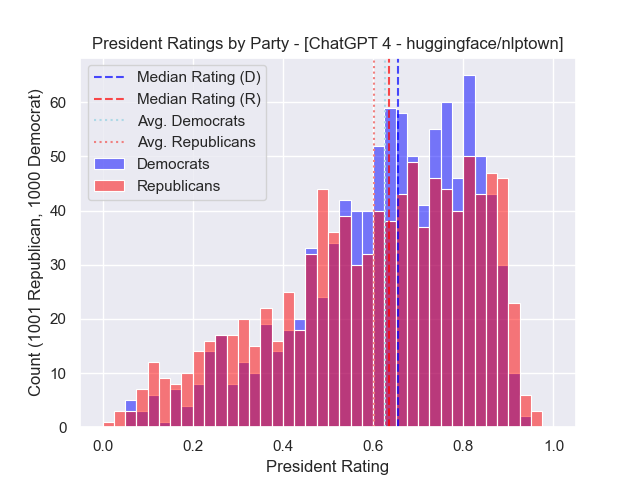 President Ratings by Party - [ChatGPT 4 - huggingface/nlptown]
Median Rating (D)
Median Rating (R)
Avg. Democrats
Avg. Republicans
Democrats
Republicans
Count (1001 Republican, 1000 Democrat)
60
50
40
30
20
10
0
0.0 0.2 0.4 0.6 0.8 1.0
President Rating